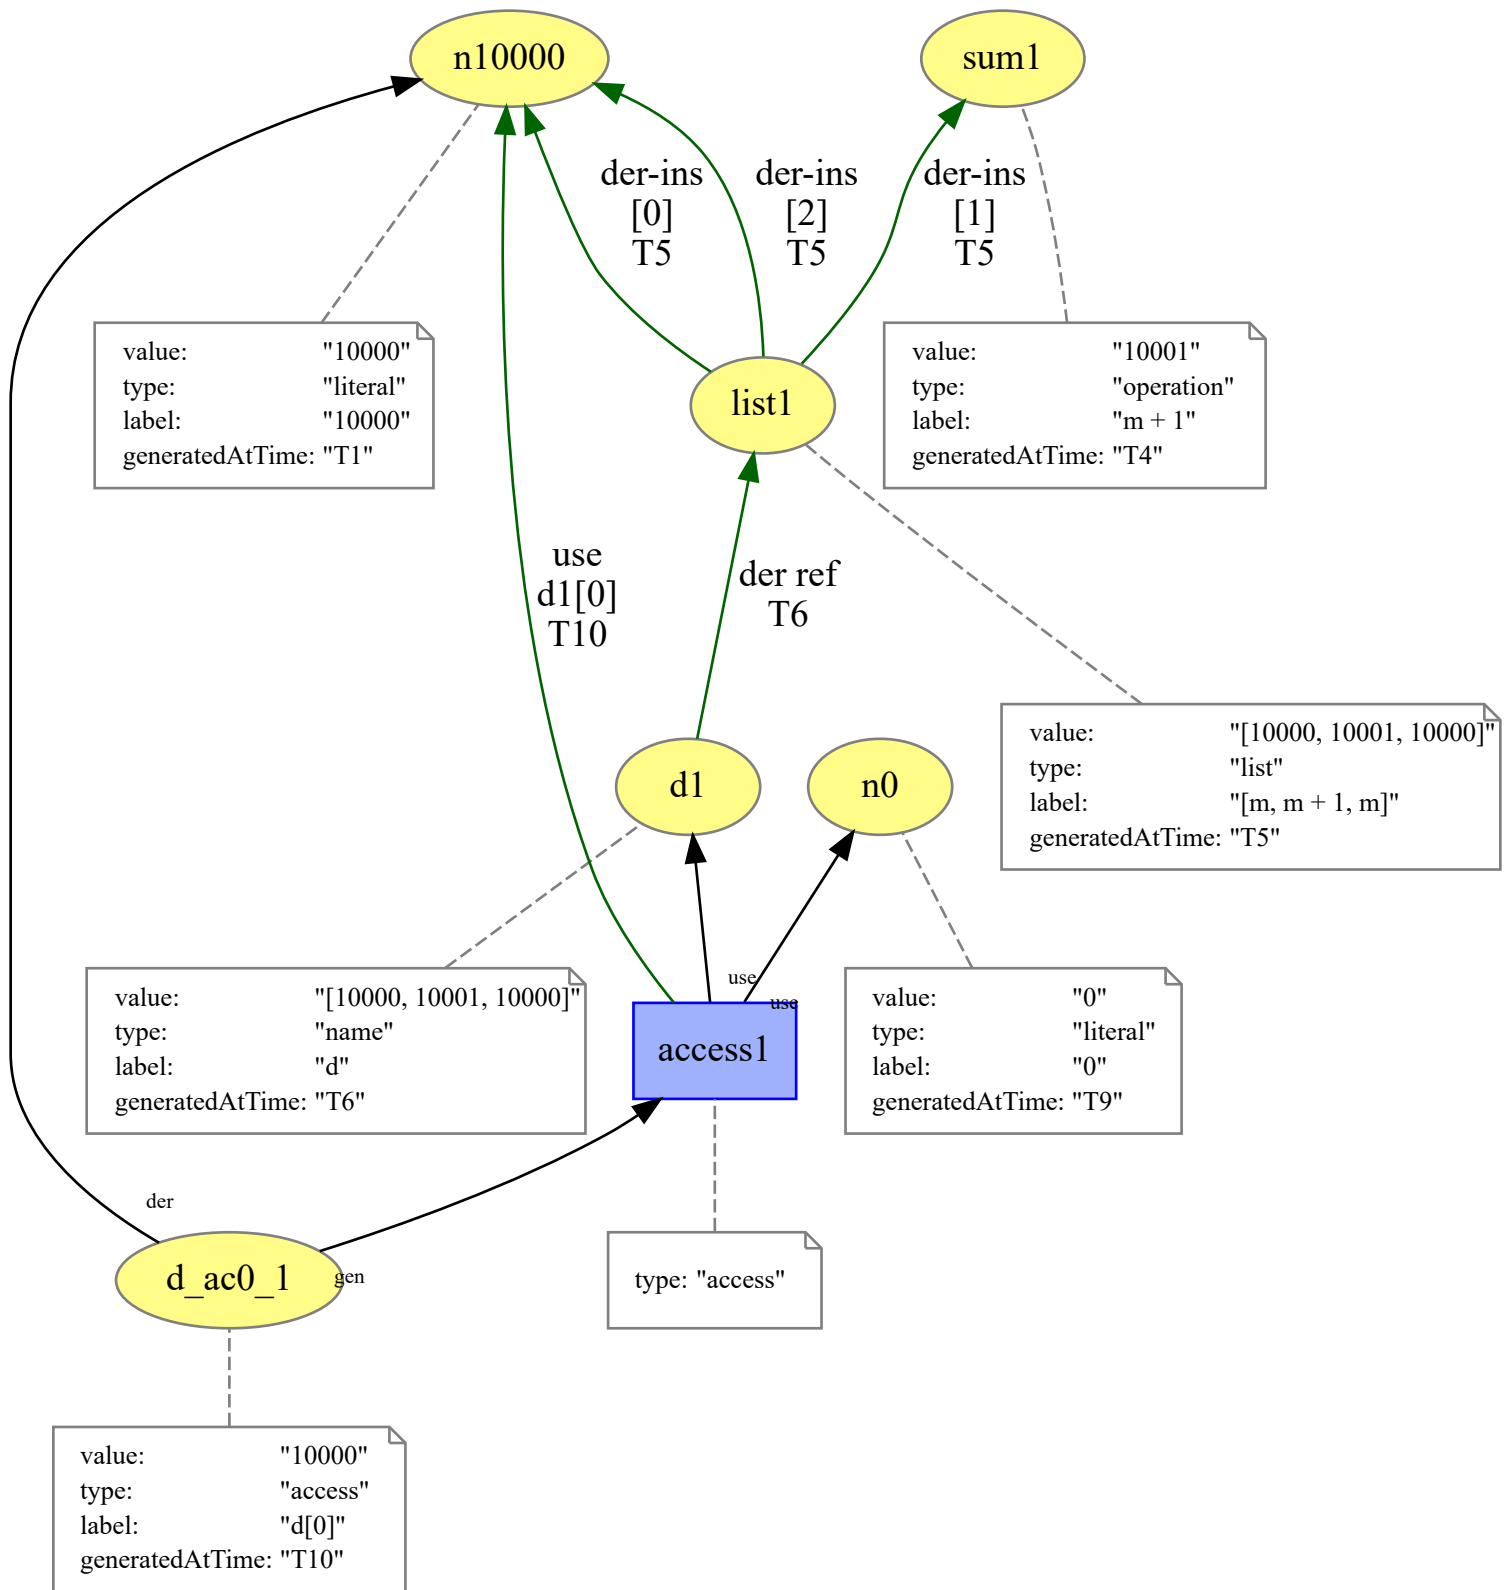 n10000
sum1
der-ins
[0]
T5
der-ins
[2]
T5
der-ins
[1]
T5
value: "10000"
type: "literal"
label: "10000"
generatedAtTime: "T1"
list1
value: "10001"
type: "operation"
label: "m + 1"
generatedAtTime: "T4"
use
d1[0]
T10
der ref
T6
d1
n0
value: "[10000, 10001, 10000]"
type: "list"
label: "[m, m + 1, m]"
generatedAtTime: "T5"
value: "[10000, 10001, 10000]"
type: "name"
label: "d"
generatedAtTime: "T6"
use
use
access1
value: "0"
type: "literal"
label: "0"
generatedAtTime: "T9"
der
d_ac0_1
gen
type: "access"
value: "10000"
type: "access"
label: "d[0]"
generatedAtTime: "T10"